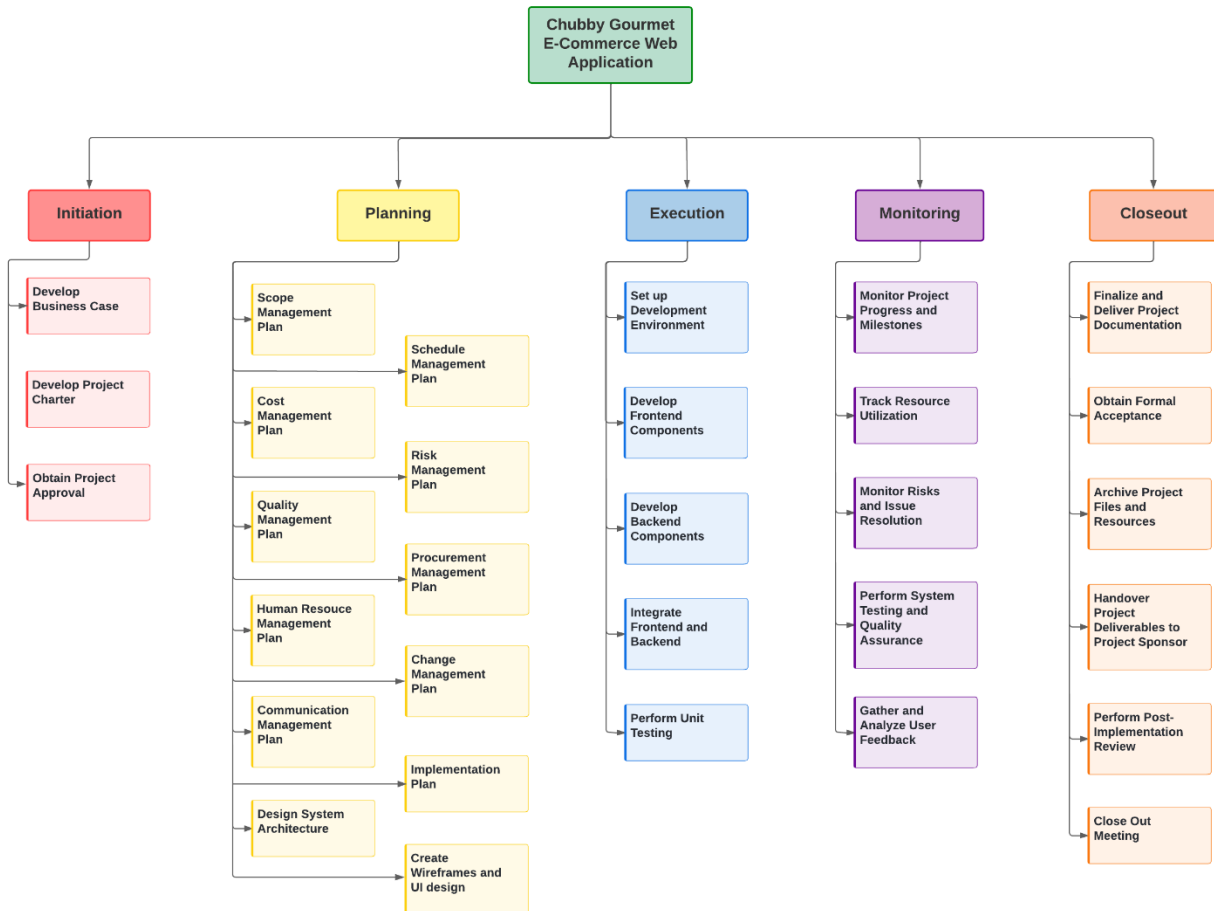 Chubby Gourmet
E-Commerce Web
Application
Initiation
Planning
Execution
Monitoring
Closeout
Develop
Business Case
Develop Project
Charter
Obtain Project
Approval
Scope
Management
Plan
Schedule
Management
Plan
Cost
Management
Plan
Risk
Management
Plan
Quality
Management
Plan
Procurement
Management
Plan
Human Resouce
Management
Plan
Change
Management
Plan
Communication
Management
Plan
Implementation
Plan
Design System
Architecture
Create
Wireframes and
UI design
Set up
Development
Environment
Develop
Frontend
Components
Develop
Backend
Components
Integrate
Frontend and
Backend
Perform Unit
Testing
Monitor Project
Progress and
Milestones
Track Resource
Utilization
Monitor Risks
and Issue
Resolution
Perform System
Testing and
Quality
Assurance
Gather and
Analyze User
Feedback
Finalize and
Deliver Project
Documentation
Obtain Formal
Acceptance
Archive Project
Files and
Resources
Handover
Project
Deliverables to
Project Sponsor
Perform Post-
Implementation
Review
Close Out
Meeting